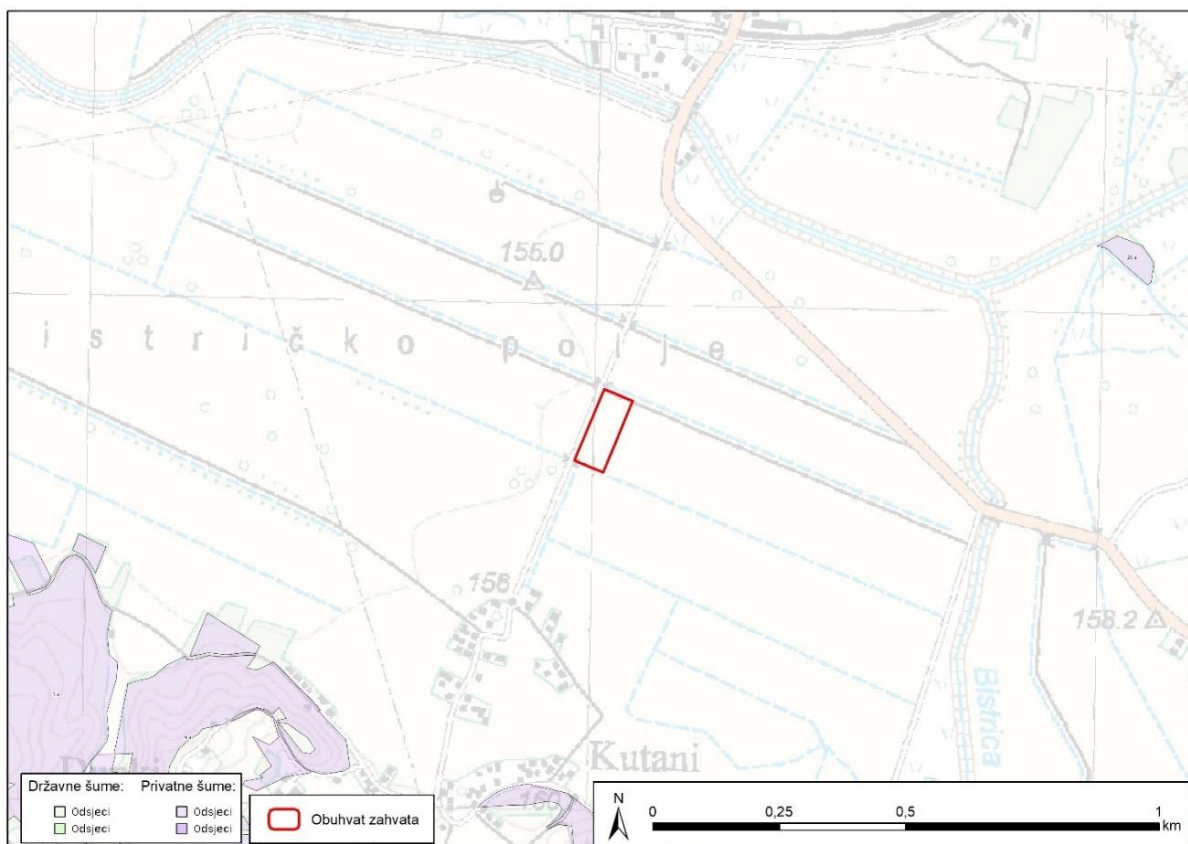 155.0
istričko polje
156
158.2
Bistrica
Kutani
Državne šume:
Odsjeci
Odsjeci
Privatne šume:
Odsjeci
Odsjeci
Obuhvat zahvata
N
0 0,25 0,5 1
km